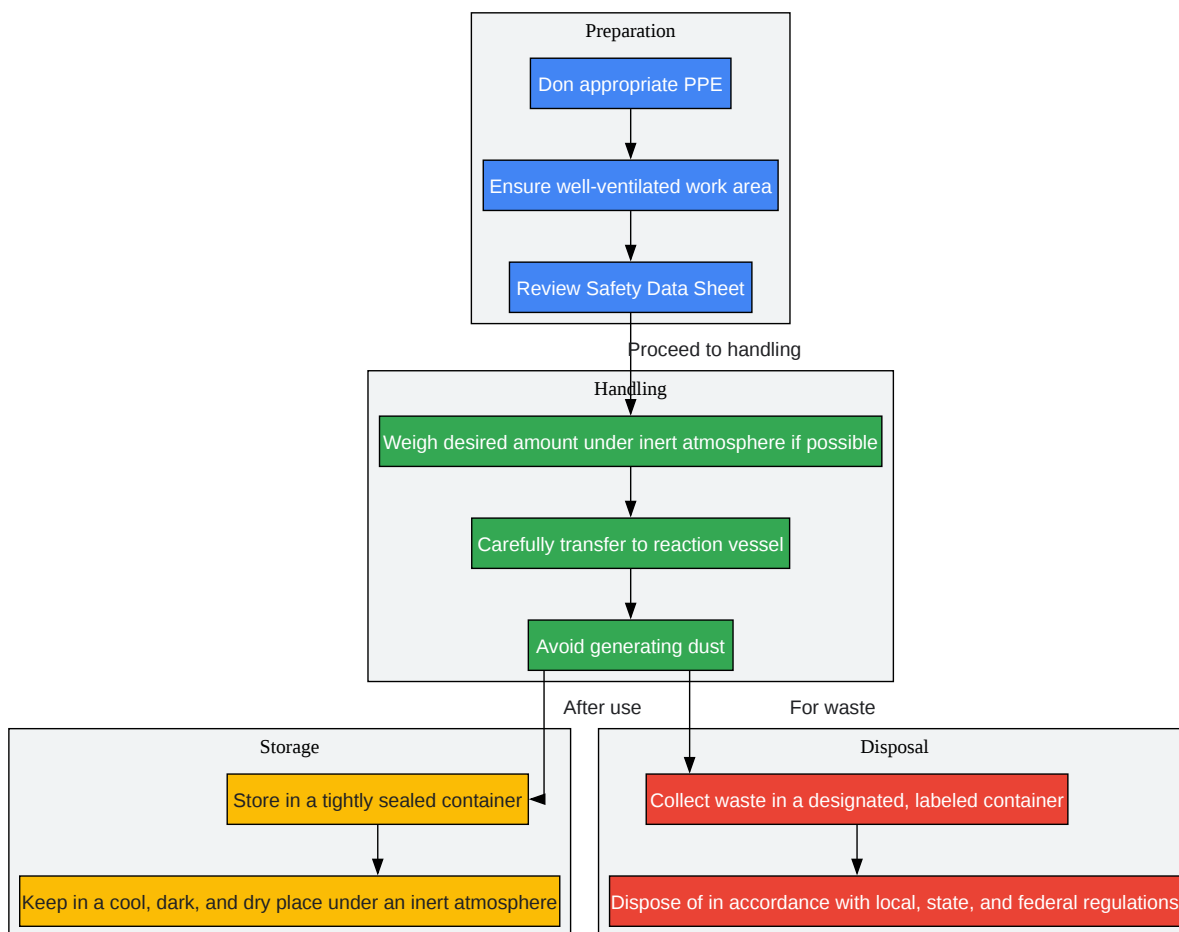 Preparation
Don appropriate PPE
Ensure well-ventilated work area
Review Safety Data Sheet
Proceed to handling
Handling
Weigh desired amount under inert atmosphere if possible
Carefully transfer to reaction vessel
Avoid generating dust
After use
For waste
Storage
Store in a tightly sealed container
Keep in a cool, dark, and dry place under an inert atmosphere
Disposal
Collect waste in a designated, labeled container
Dispose of in accordance with local, state, and federal regulations